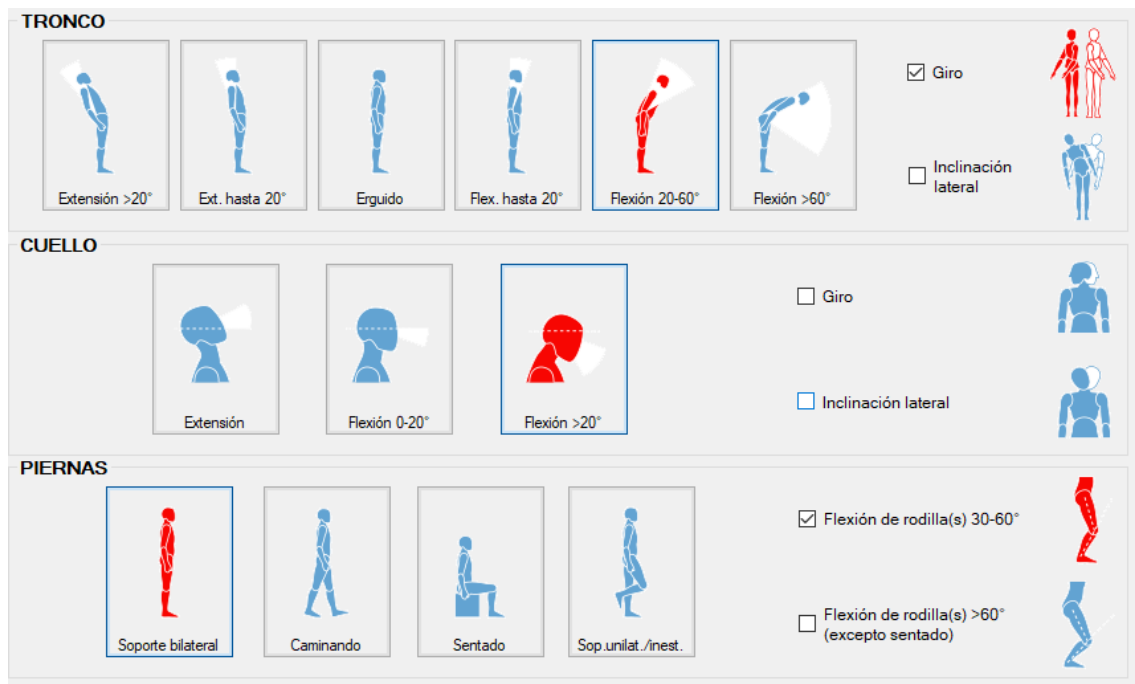 TRONCO
Extensión >20°
Ext. hasta 20°
Erguido
Flex. hasta 20°
Flexión 20-60°
Flexión >60°
Giro
Inclinación
lateral
CUELLO
Extensión
Flexión 0-20°
Flexión >20°
Giro
Inclinación lateral
PIERNAS
Soporte bilateral
Caminando
Sentado
Sop.unilat./inest.
Flexión de rodilla(s) 30-60°
Flexión de rodilla(s) >60°
(excepto sentado)